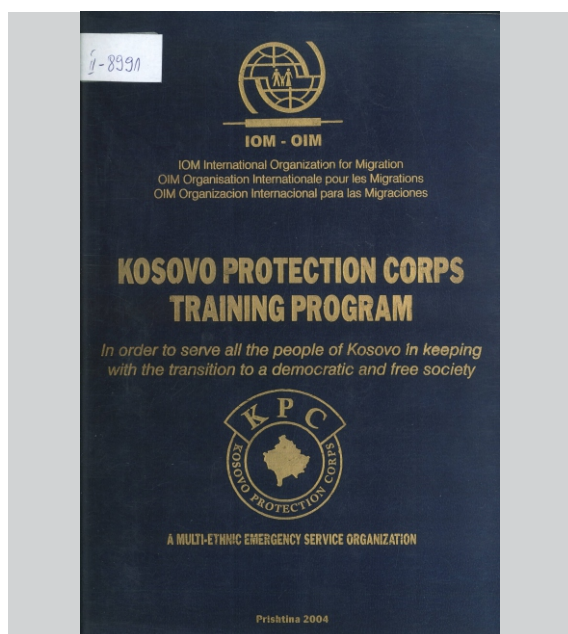 II-8991
IOM - OIM
IOM International Organization for Migration
OIM Organisation Internationale pour les Migrations
OIM Organizacion Internacional para las Migraciones
KOSOVO PROTECTION CORPS
TRAINING PROGRAM
In order to serve all the people of Kosovo in keeping
with the transition to a democratic and free society
KPC
KOSOVO PROTECTION CORPS
A MULTI-ETHNIC EMERGENCY SERVICE ORGANIZATION
Prishtina 2004